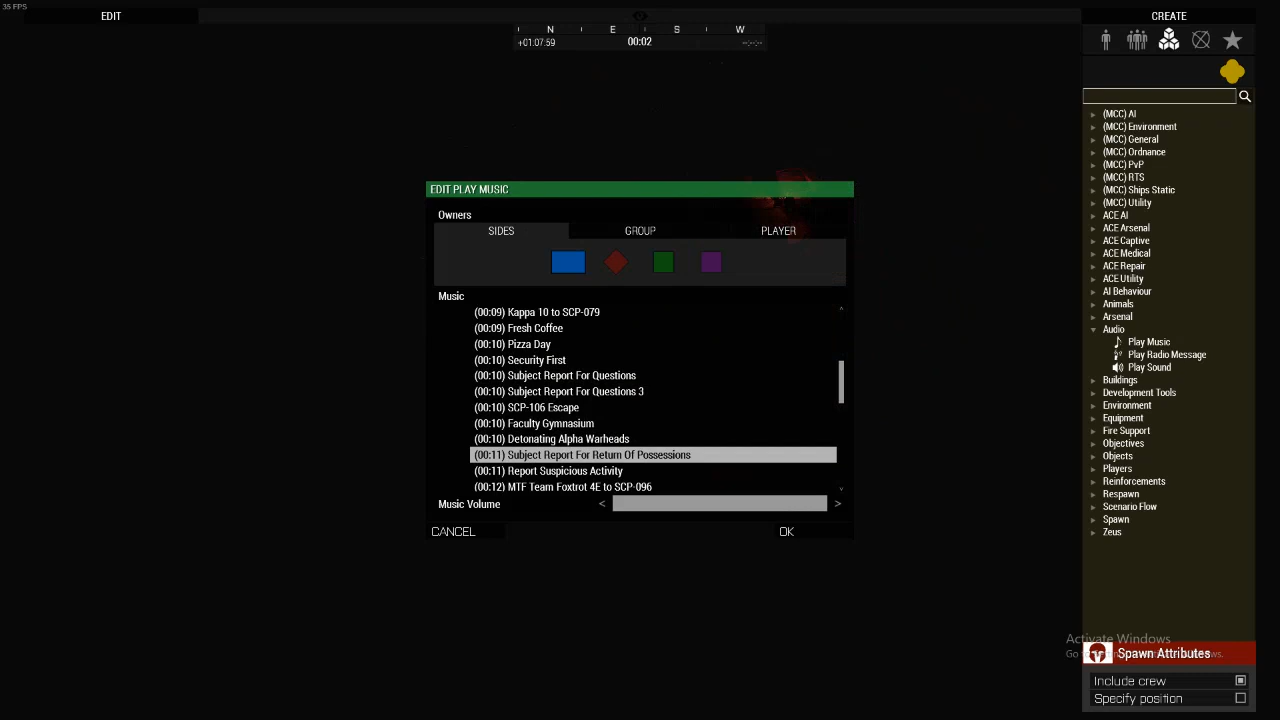 35 FPS
EDIT
N E S W
+01:07:59 00:02 --:--:--
CREATE
EDIT PLAY MUSIC
Owners
SIDES GROUP PLAYER
Music
(00:09) Kappa 10 to SCP-079
(00:09) Fresh Coffee
(00:10) Pizza Day
(00:10) Security First
(00:10) Subject Report For Questions
(00:10) Subject Report For Questions 3
(00:10) SCP-106 Escape
(00:10) Faculty Gymnasium
(00:10) Detonating Alpha Warheads
(00:11) Subject Report For Return Of Possessions
(00:11) Report Suspicious Activity
(00:12) MTF Team Foxtrot 4E to SCP-096
Music Volume < >
CANCEL OK
(MCC) AI
(MCC) Environment
(MCC) General
(MCC) Ordnance
(MCC) PvP
(MCC) RTS
(MCC) Ships Static
(MCC) Utility
ACE AI
ACE Arsenal
ACE Captive
ACE Medical
ACE Repair
ACE Utility
AI Behaviour
Animals
Arsenal
Audio
Play Music
Play Radio Message
Play Sound
Buildings
Development Tools
Environment
Equipment
Fire Support
Objectives
Objects
Players
Reinforcements
Respawn
Scenario Flow
Spawn
Zeus
Activate Windows
Spawn Attributes
Include crew
Specify position